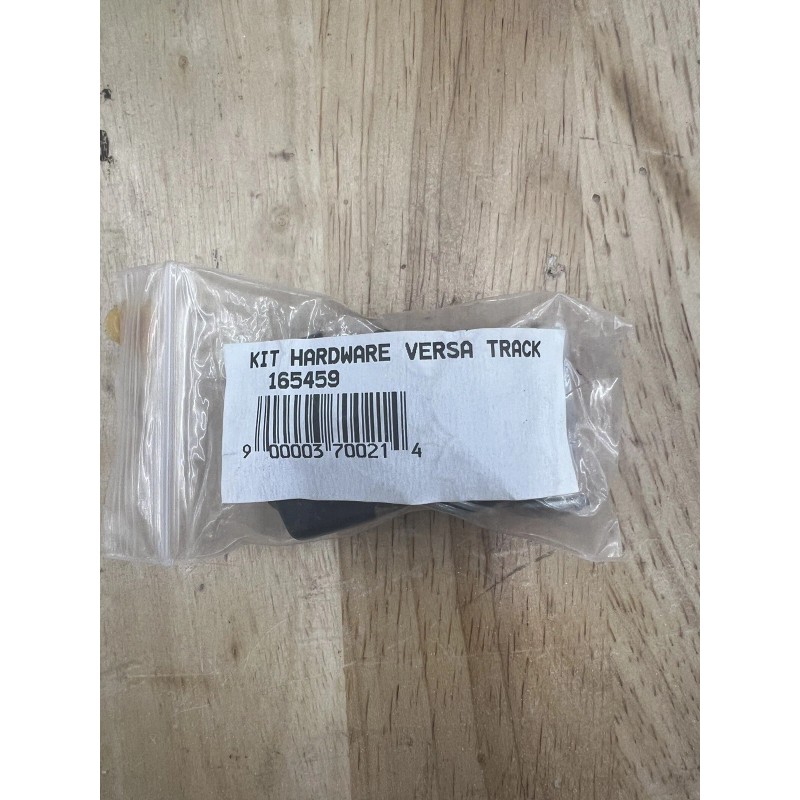 KIT HARDWARE VERSA TRACK
165459
9 00003 70021 4